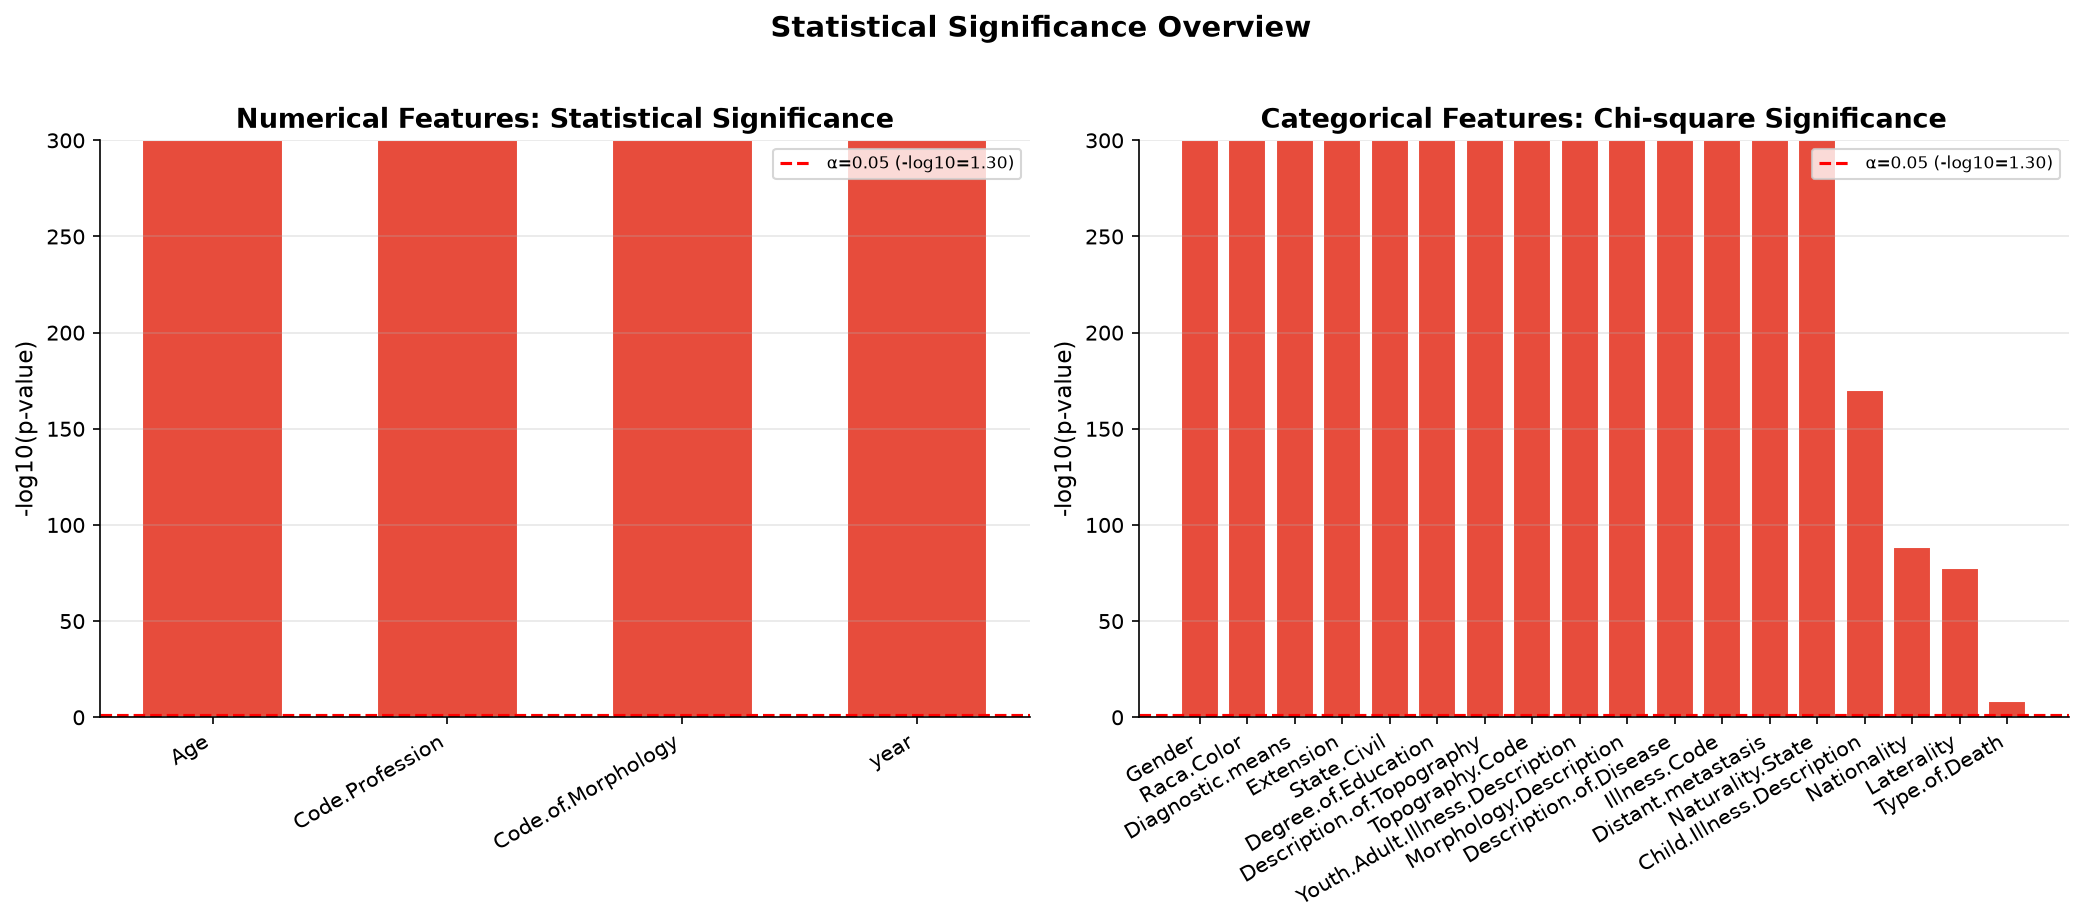 Statistical Significance Overview
Numerical Features: Statistical Significance
α=0.05 (-log10=1.30)
-log10(p-value)
300
250
200
150
100
50
0
Age
Code.Profession
Code.of.Morphology
year
Categorical Features: Chi-square Significance
α=0.05 (-log10=1.30)
-log10(p-value)
300
250
200
150
100
50
0
Gender
Raca.Color
Diagnostic.means
Extension
State.Civil
Degree.of.Education
Description.of.Topography
Topography.Code
Youth.Adult.Illness.Description
Morphology.Description
Description.of.Disease
Illness.Code
Distant.metastasis
Naturality.State
Child.Illness.Description
Nationality
Laterality
Type.of.Death